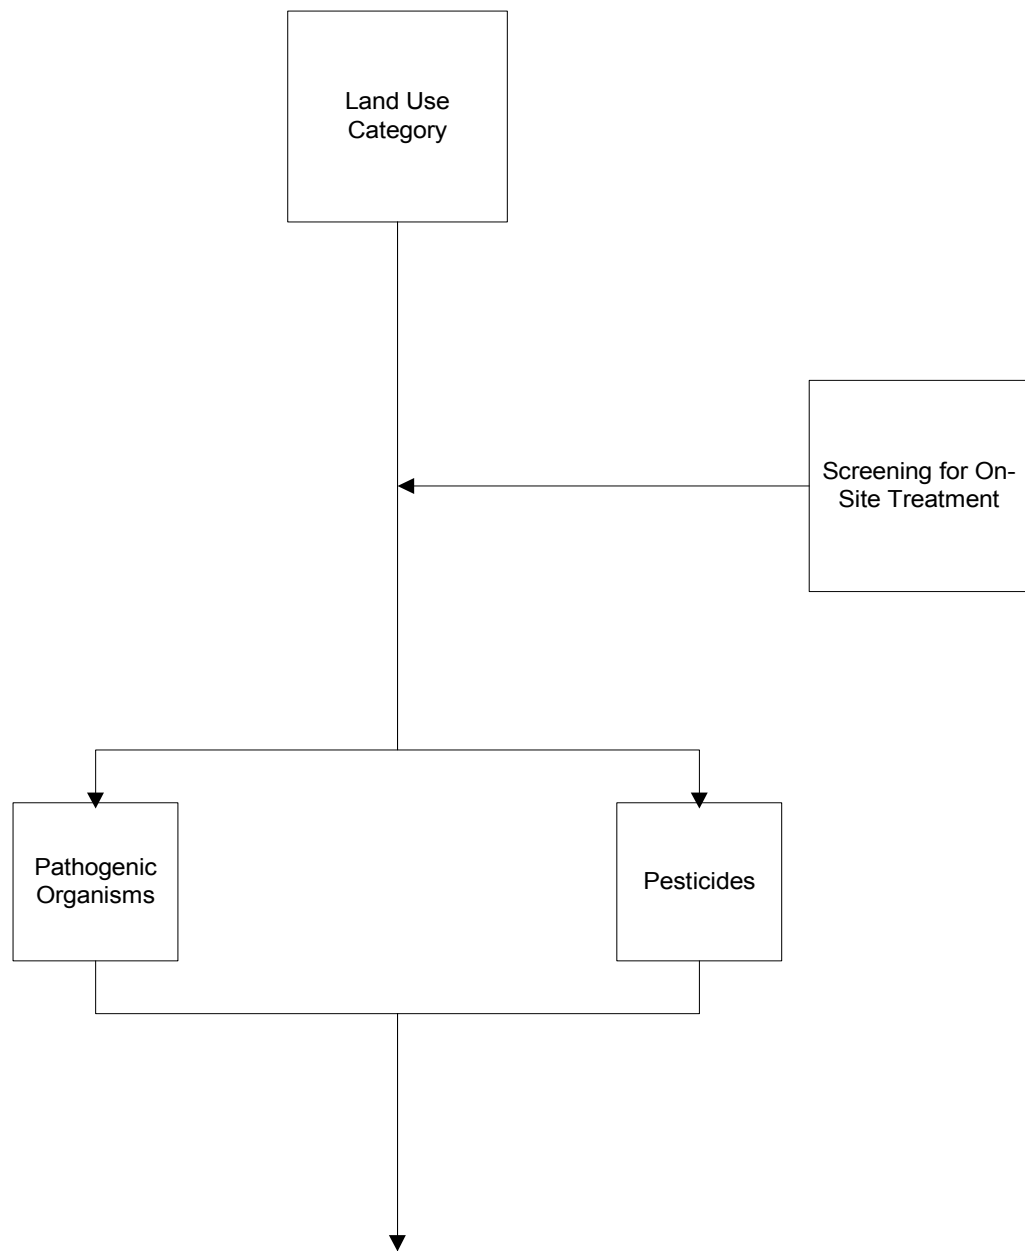 Land Use
Category
Screening for On-
Site Treatment
Pathogenic
Organisms
Pesticides